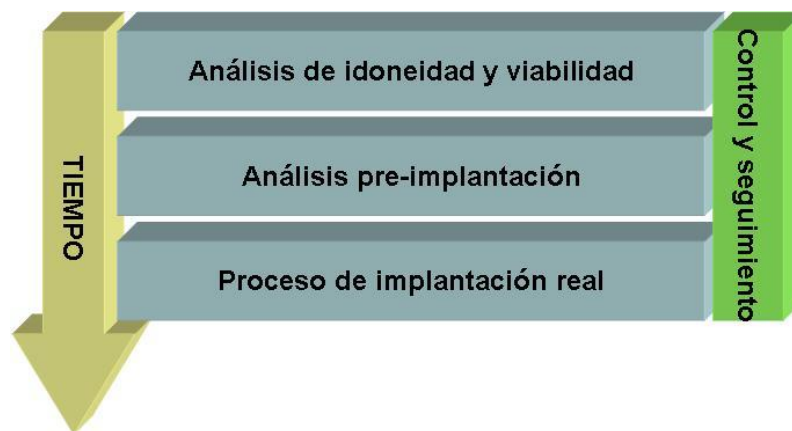 TIEMPO
Análisis de idoneidad y viabilidad
Análisis pre-implantación
Proceso de implantación real
Control y seguimiento